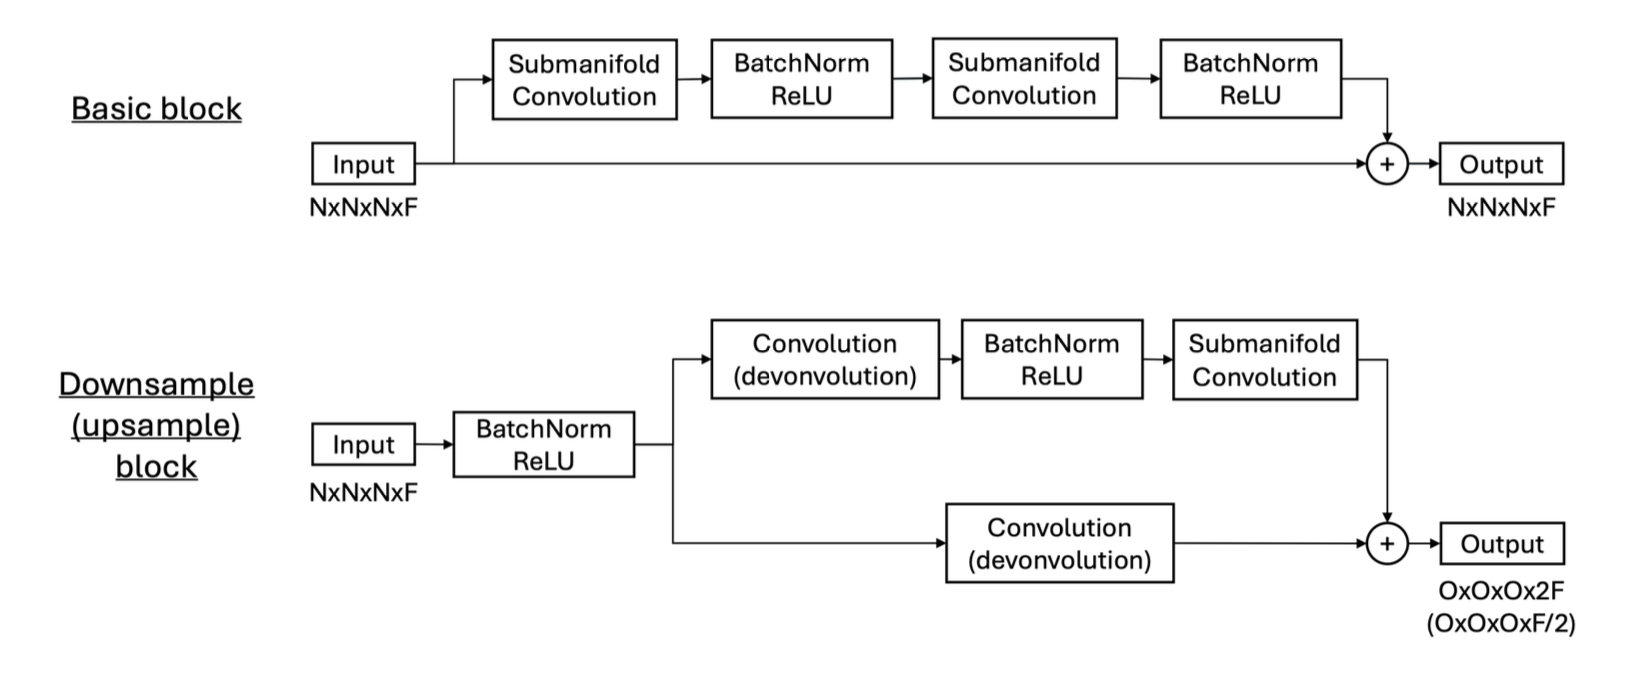 Basic block
Submanifold
Convolution
BatchNorm
ReLU
Submanifold
Convolution
BatchNorm
ReLU
Input
NxNxNxF
+
Output
NxNxNxF
Downsample
(upsample)
block
Input
NxNxNxF
BatchNorm
ReLU
Convolution
(devonvolution)
BatchNorm
ReLU
Submanifold
Convolution
Convolution
(devonvolution)
+
Output
OxOxOx2F
(OxOxOxF/2)